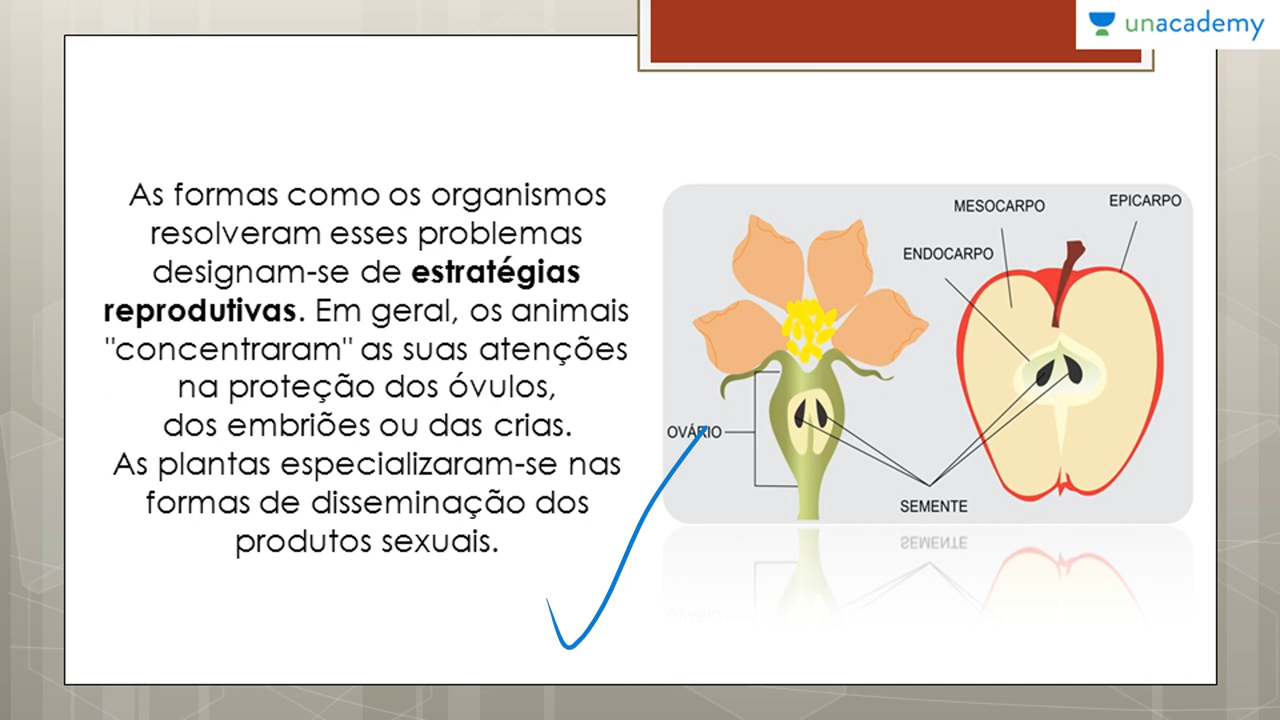 unacademy
As formas como os organismos
resolveram esses problemas
designam-se de estratégias
reprodutivas. Em geral, os animais
"concentraram" as suas atenções
na proteção dos óvulos,
dos embriões ou das crias.
As plantas especializaram-se nas
formas de disseminação dos
produtos sexuais.
MESOCARPO
EPICARPO
ENDOCARPO
OVÁRIO
SEMENTE